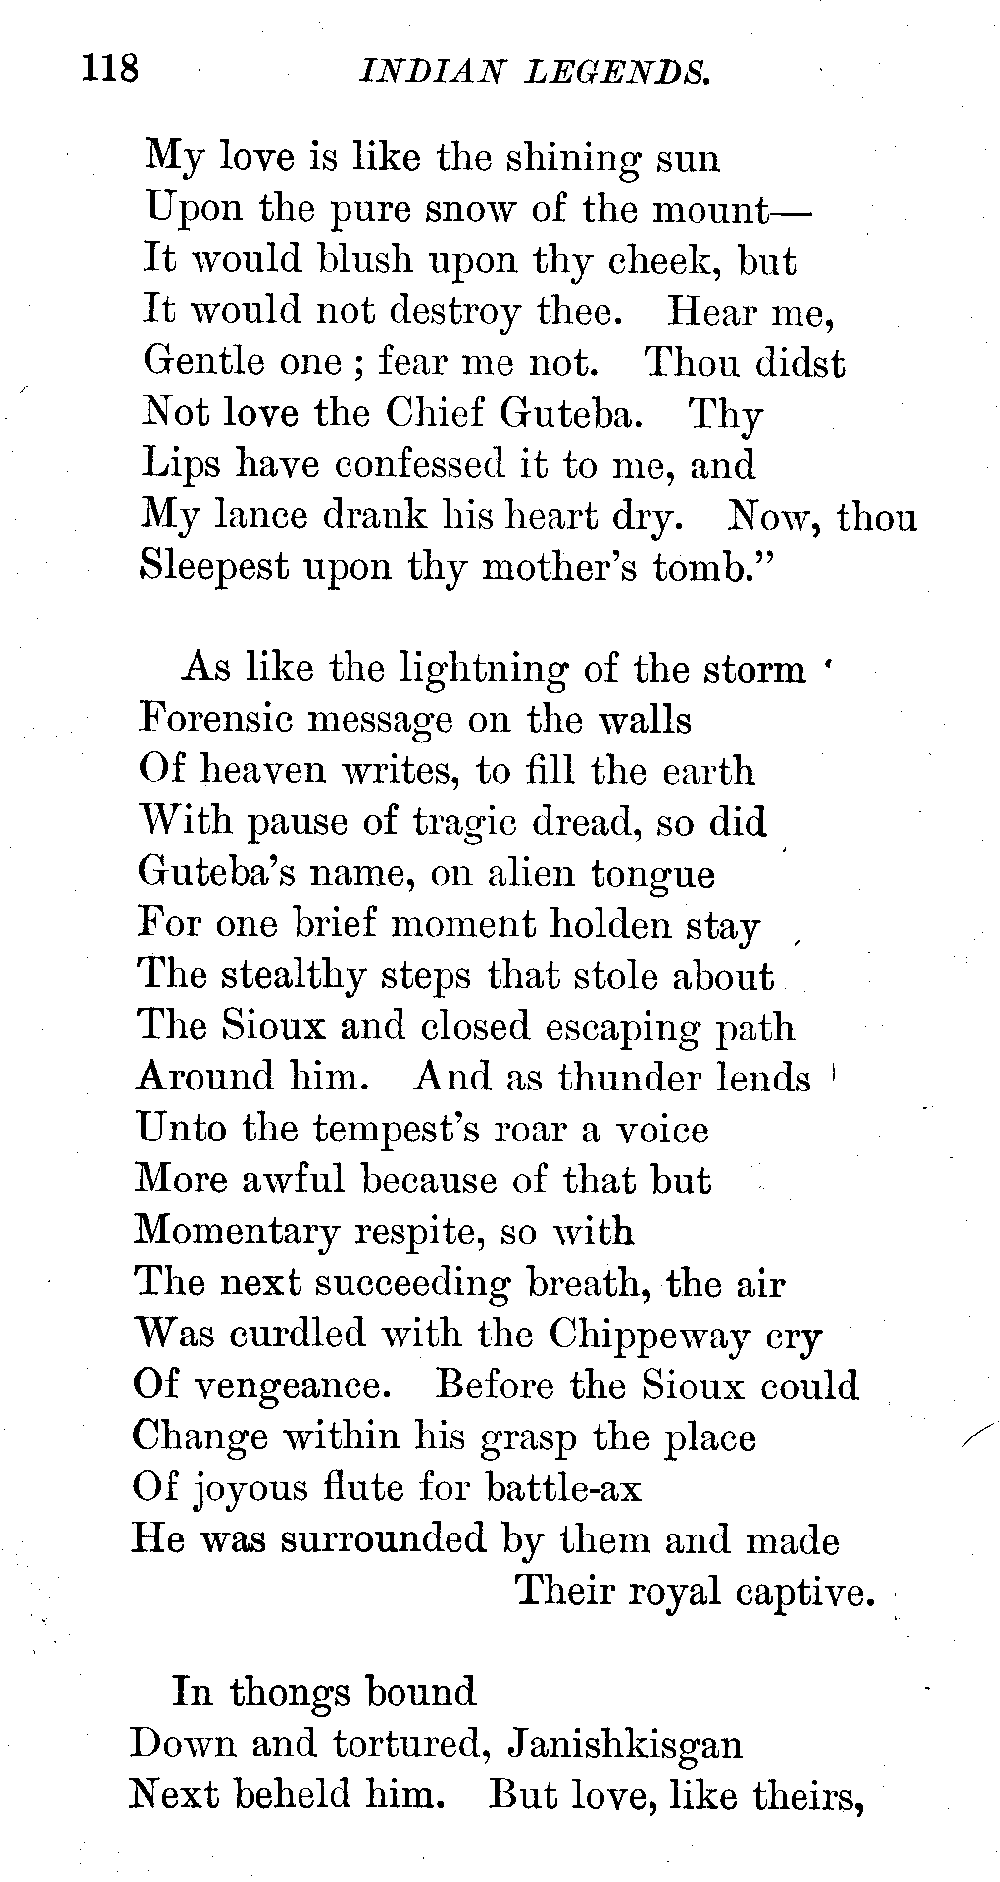 118 INDIAN LEGENDS.
My love is like the shining sun
Upon the pure snow of the mount—
It would blush upon thy cheek, but
It would not destroy thee. Hear me,
Gentle one ; fear me not. Thou didst
Not love the Chief Guteba. Thy
Lips have confessed it to me, and
My lance drank his heart dry. Now, thou
Sleepest upon thy mother's tomb."
As like the lightning of the storm
Forensic message on the walls
Of heaven writes, to fill the earth
With pause of tragic dread, so did
Guteba's name, on alien tongue
For one brief moment holden stay
The stealthy steps that stole about
The Sioux and closed escaping path
Around him. And as thunder lends
Unto the tempest's roar a voice
More awful because of that but
Momentary respite, so with
The next succeeding breath, the air
Was curdled with the Chippeway cry
Of vengeance. Before the Sioux could
Change within his grasp the place
Of joyous flute for battle-ax
He was surrounded by them and made
Their royal captive.
In thongs bound
Down and tortured, Janishkisgan
Next beheld him. But love, like theirs,